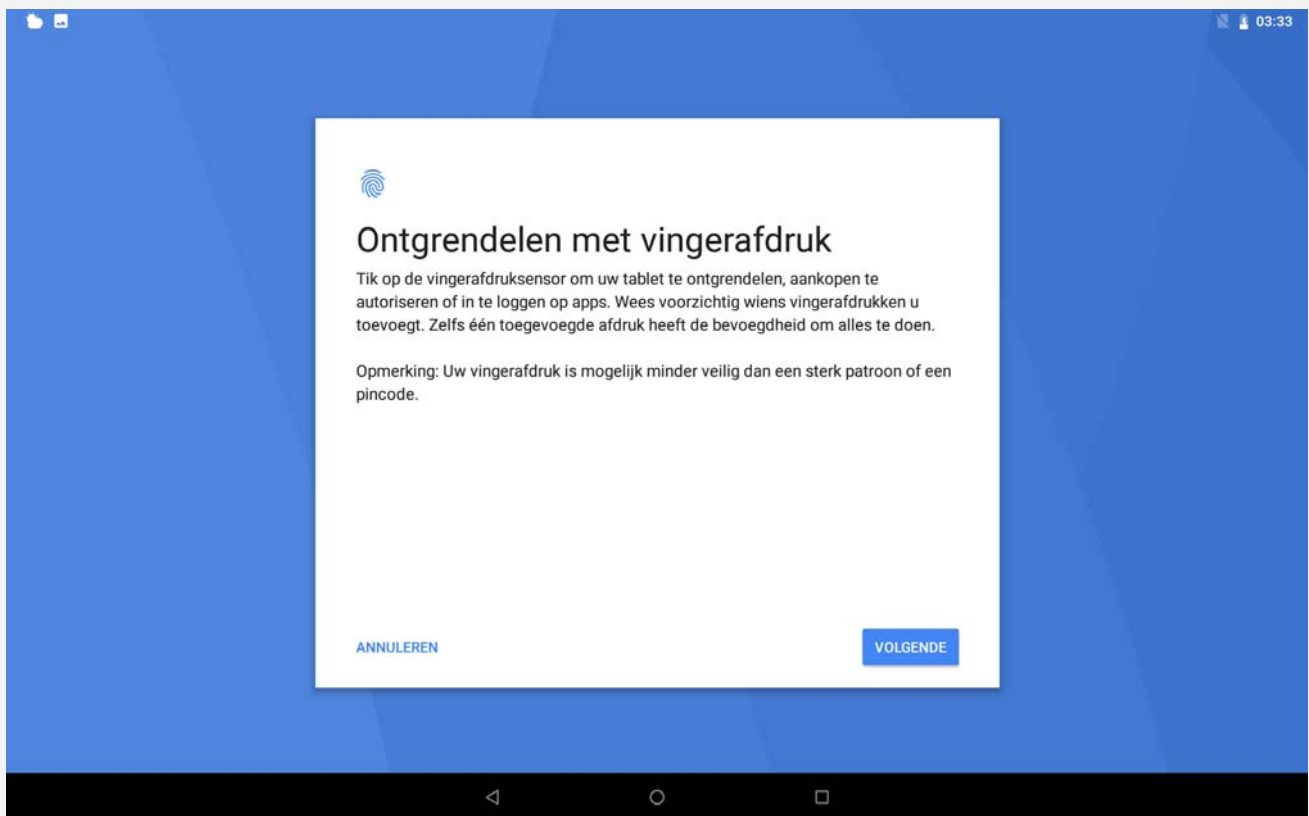 03:33
Ontgrendelen met vingerafdruk
Tik op de vingerafdruksensor om uw tablet te ontgrendelen, aankopen te
autoriseren of in te loggen op apps. Wees voorzichtig wiens vingerafdrukken u
toevoegt. Zelfs één toegevoegde afdruk heeft de bevoegdheid om alles te doen.
Opmerking: Uw vingerafdruk is mogelijk minder veilig dan een sterk patroon of een
pincode.
ANNULEREN
VOLGENDE